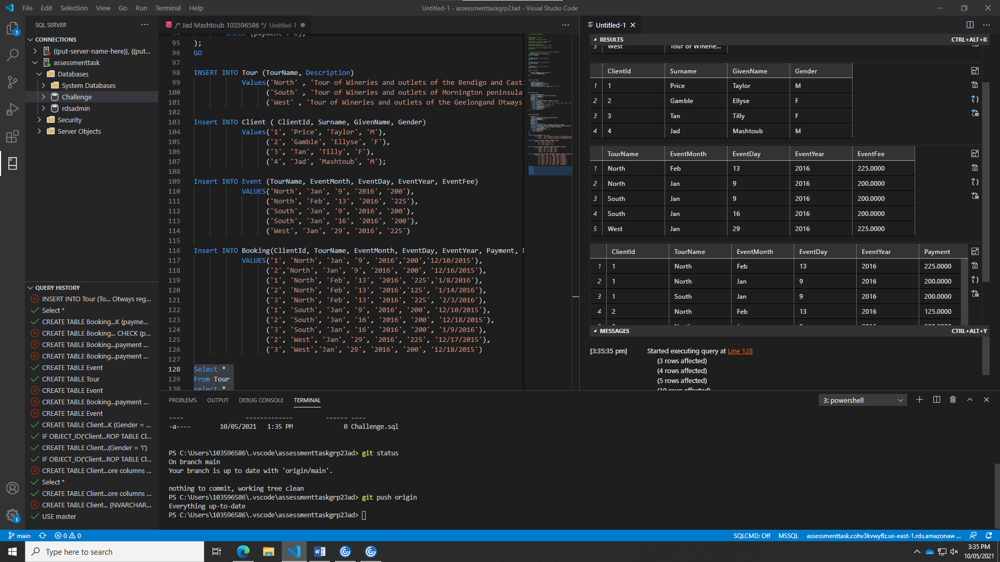 File Edit Selection View Go Run Terminal Help
Untitled-1 - assessmenttaskgrp2Jad - Visual Studio Code
SQL SERVER
CONNECTIONS
{{put-server-name-here}}, {{put...
assessmenttask
Databases
System Databases
Challenge
rdsadmin
Security
Server Objects
QUERY HISTORY
INSERT INTO Tour (To... Otways reg...
Select *
CREATE TABLE Booking...K (payme...
CREATE TABLE Booking... CHECK (p...
CREATE TABLE Booking...payment ...
CREATE TABLE Booking...payment ...
CREATE TABLE Event
CREATE TABLE Tour
CREATE TABLE Event
CREATE TABLE Booking...payment ...
CREATE TABLE Event
CREATE TABLE Client...K (Gender = ...
IF OBJECT_ID('Client...ROP TABLE Cl...
CREATE TABLE Client...(Gender = 'I')
IF OBJECT_ID('Client...ROP TABLE Cl...
CREATE TABLE Client...ore columns ...
Select *
CREATE TABLE Client...ore columns ...
CREATE TABLE Client... [NVARCHAR...
USE master
/* Jad Mashtoub 103596586 */ Untitled-1
94 CHECK (payment > 0),
95 );
96 GO
97
98 INSERT INTO Tour (TourName, Description)
99 Values('North' , 'Tour of Wineries and outlets of the Bendigo and Castl
100 ('South' , 'Tour of Wineries and outlets of Mornington peninsula
101 ('West' , 'Tour of Wineries and outlets of the Geelongand Otways
102
103 Insert INTO Client ( ClientId, Surname, GivenName, Gender)
104 Values('1', 'Price', 'Taylor', 'M'),
105 ('2', 'Gamble', 'Ellyse', 'F'),
106 ('3', 'Tan', 'Tilly', 'F'),
107 ('4', 'Jad', 'Mashtoub', 'M');
108
109 Insert INTO Event (TourName, EventMonth, EventDay, EventYear, EventFee)
110 VALUES('North', 'Jan', '9', '2016', '200'),
111 ('North', 'Feb', '13', '2016', '225'),
112 ('South', 'Jan', '9', '2016', '200'),
113 ('South', 'Jan', '16', '2016', '200'),
114 ('West', 'Jan', '29', '2016', '225')
115
116 Insert INTO Booking(ClientId, TourName, EventMonth, EventDay, EventYear, Payment, D
117 VALUES('1', 'North', 'Jan', '9', '2016','200','12/10/2015'),
118 ('2','North', 'Jan', '9', '2016', '200', '12/16/2015'),
119 ('1', 'North', 'Feb', '13', '2016', '225','1/8/2016'),
120 ('2', 'North', 'Feb', '13', '2016','125', '1/14/2016'),
121 ('3', 'North', 'Feb', '13', '2016', '225', '2/3/2016'),
122 ('1', 'South', 'Jan', '9', '2016', '200', '12/10/2015'),
123 ('2', 'South', 'Jan', '16', '2016', '200', '12/18/2015'),
124 ('3', 'South', 'Jan', '16', '2016', '200', '1/9/2016'),
125 ('2', 'West', 'Jan', '29', '2016', '225', '12/17/2015'),
126 ('3', 'West','Jan', '29', '2016', '200', '12/18/2015')
127
128 Select *
129 From Tour
130 select *
Untitled-1
RESULTS CTRL+ALT+R
3 West Tour of Winerie...
ClientId Surname GivenName Gender
1 1 Price Taylor M
2 2 Gamble Ellyse F
3 3 Tan Tilly F
4 4 Jad Mashtoub M
TourName EventMonth EventDay EventYear EventFee
1 North Feb 13 2016 225.0000
2 North Jan 9 2016 200.0000
3 South Jan 9 2016 200.0000
4 South Jan 16 2016 200.0000
5 West Jan 29 2016 225.0000
ClientId TourName EventMonth EventDay EventYear Payment
1 1 North Feb 13 2016 225.0000
2 1 North Jan 9 2016 200.0000
3 1 South Jan 9 2016 200.0000
4 2 North Feb 13 2016 125.0000
MESSAGES CTRL+ALT+Y
[3:35:35 pm] Started executing query at Line 128
(3 rows affected)
(4 rows affected)
(5 rows affected)
(10 rows affected)
PROBLEMS OUTPUT DEBUG CONSOLE TERMINAL
3: powershell
---- ------------- ------ ----
-a---- 10/05/2021 1:35 PM 0 Challenge.sql
PS C:\Users\103596586\.vscode\assessmenttaskgrp2Jad> git status
On branch main
Your branch is up to date with 'origin/main'.
nothing to commit, working tree clean
PS C:\Users\103596586\.vscode\assessmenttaskgrp2Jad> git push origin
Everything up-to-date
PS C:\Users\103596586\.vscode\assessmenttaskgrp2Jad>
main 0 0
SQLCMD: Off MSSQL assessmenttask.cohv3kvwyflz.us-east-1.rds.amazonaw ...
Type here to search
3:35 PM
10/05/2021